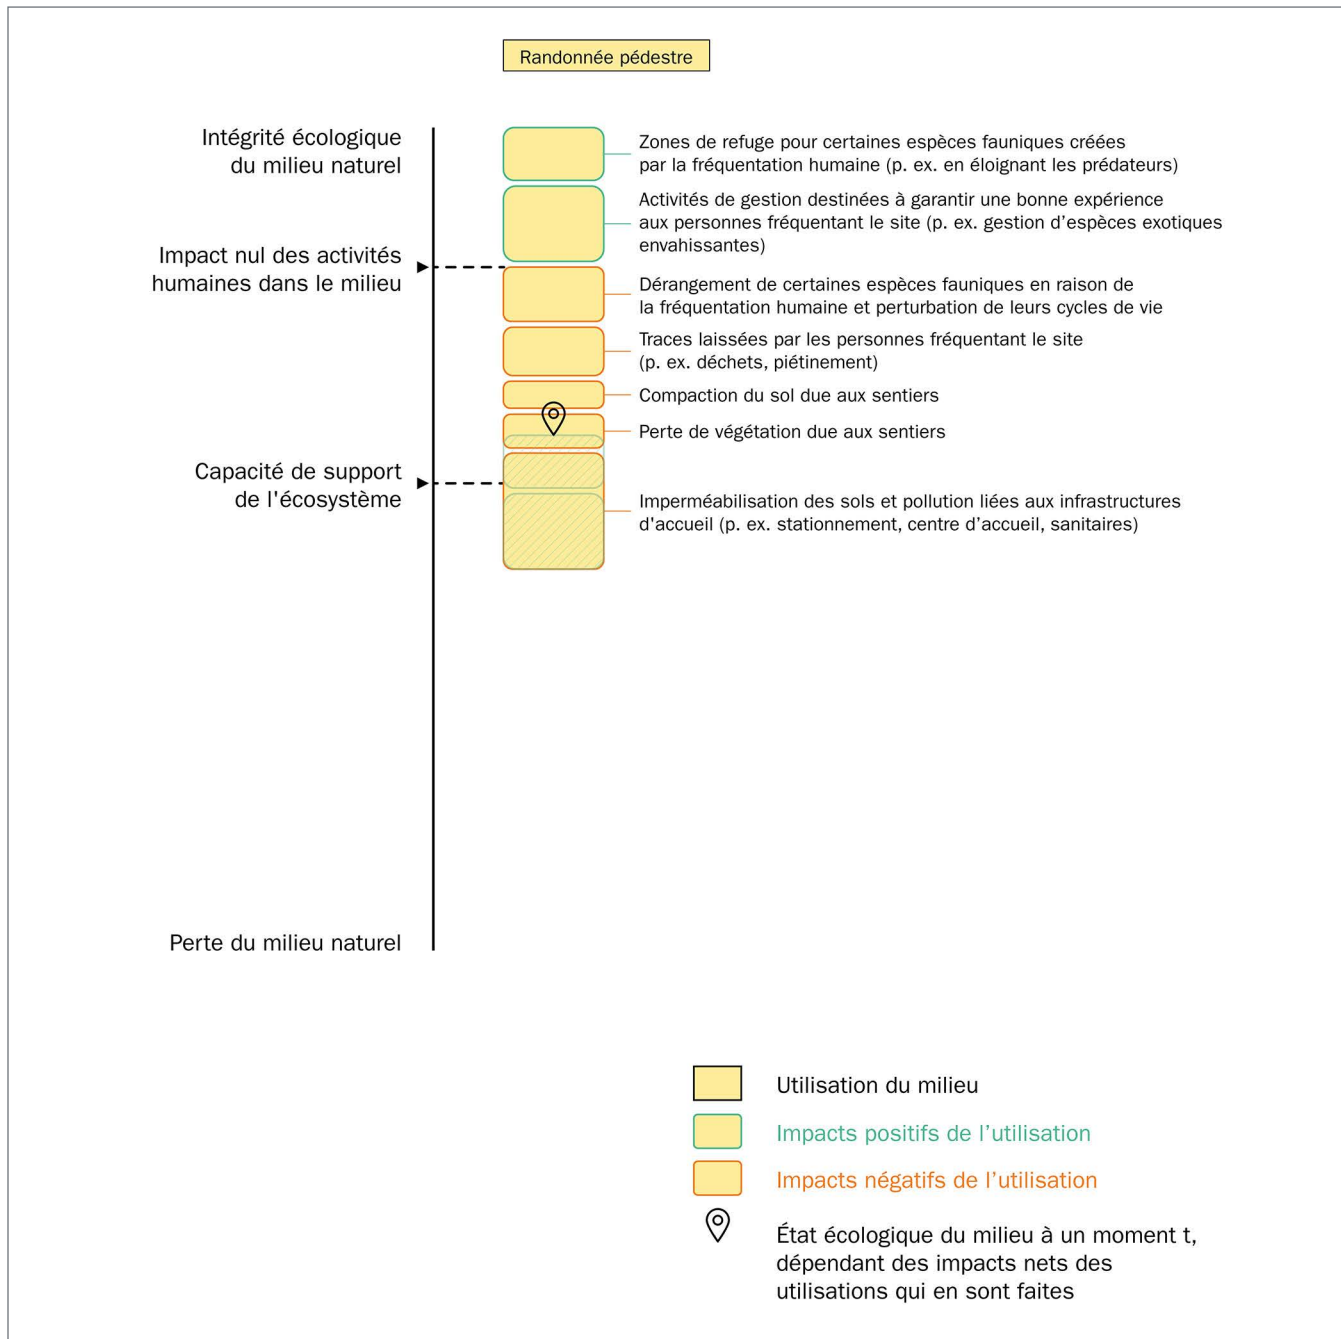 Randonnée pédestre
Intégrité écologique
du milieu naturel
Zones de refuge pour certaines espèces fauniques créées
par la fréquentation humaine (p. ex. en éloignant les prédateurs)
Activités de gestion destinées à garantir une bonne expérience
aux personnes fréquentant le site (p. ex. gestion d’espèces exotiques
envahissantes)
Impact nul des activités
humaines dans le milieu
Dérangement de certaines espèces fauniques en raison de
la fréquentation humaine et perturbation de leurs cycles de vie
Traces laissées par les personnes fréquentant le site
(p. ex. déchets, piétinement)
Compaction du sol due aux sentiers
Perte de végétation due aux sentiers
Capacité de support
de l'écosystème
Imperméabilisation des sols et pollution liées aux infrastructures
d'accueil (p. ex. stationnement, centre d’accueil, sanitaires)
Perte du milieu naturel
Utilisation du milieu
Impacts positifs de l’utilisation
Impacts négatifs de l’utilisation
État écologique du milieu à un moment t,
dépendant des impacts nets des
utilisations qui en sont faites